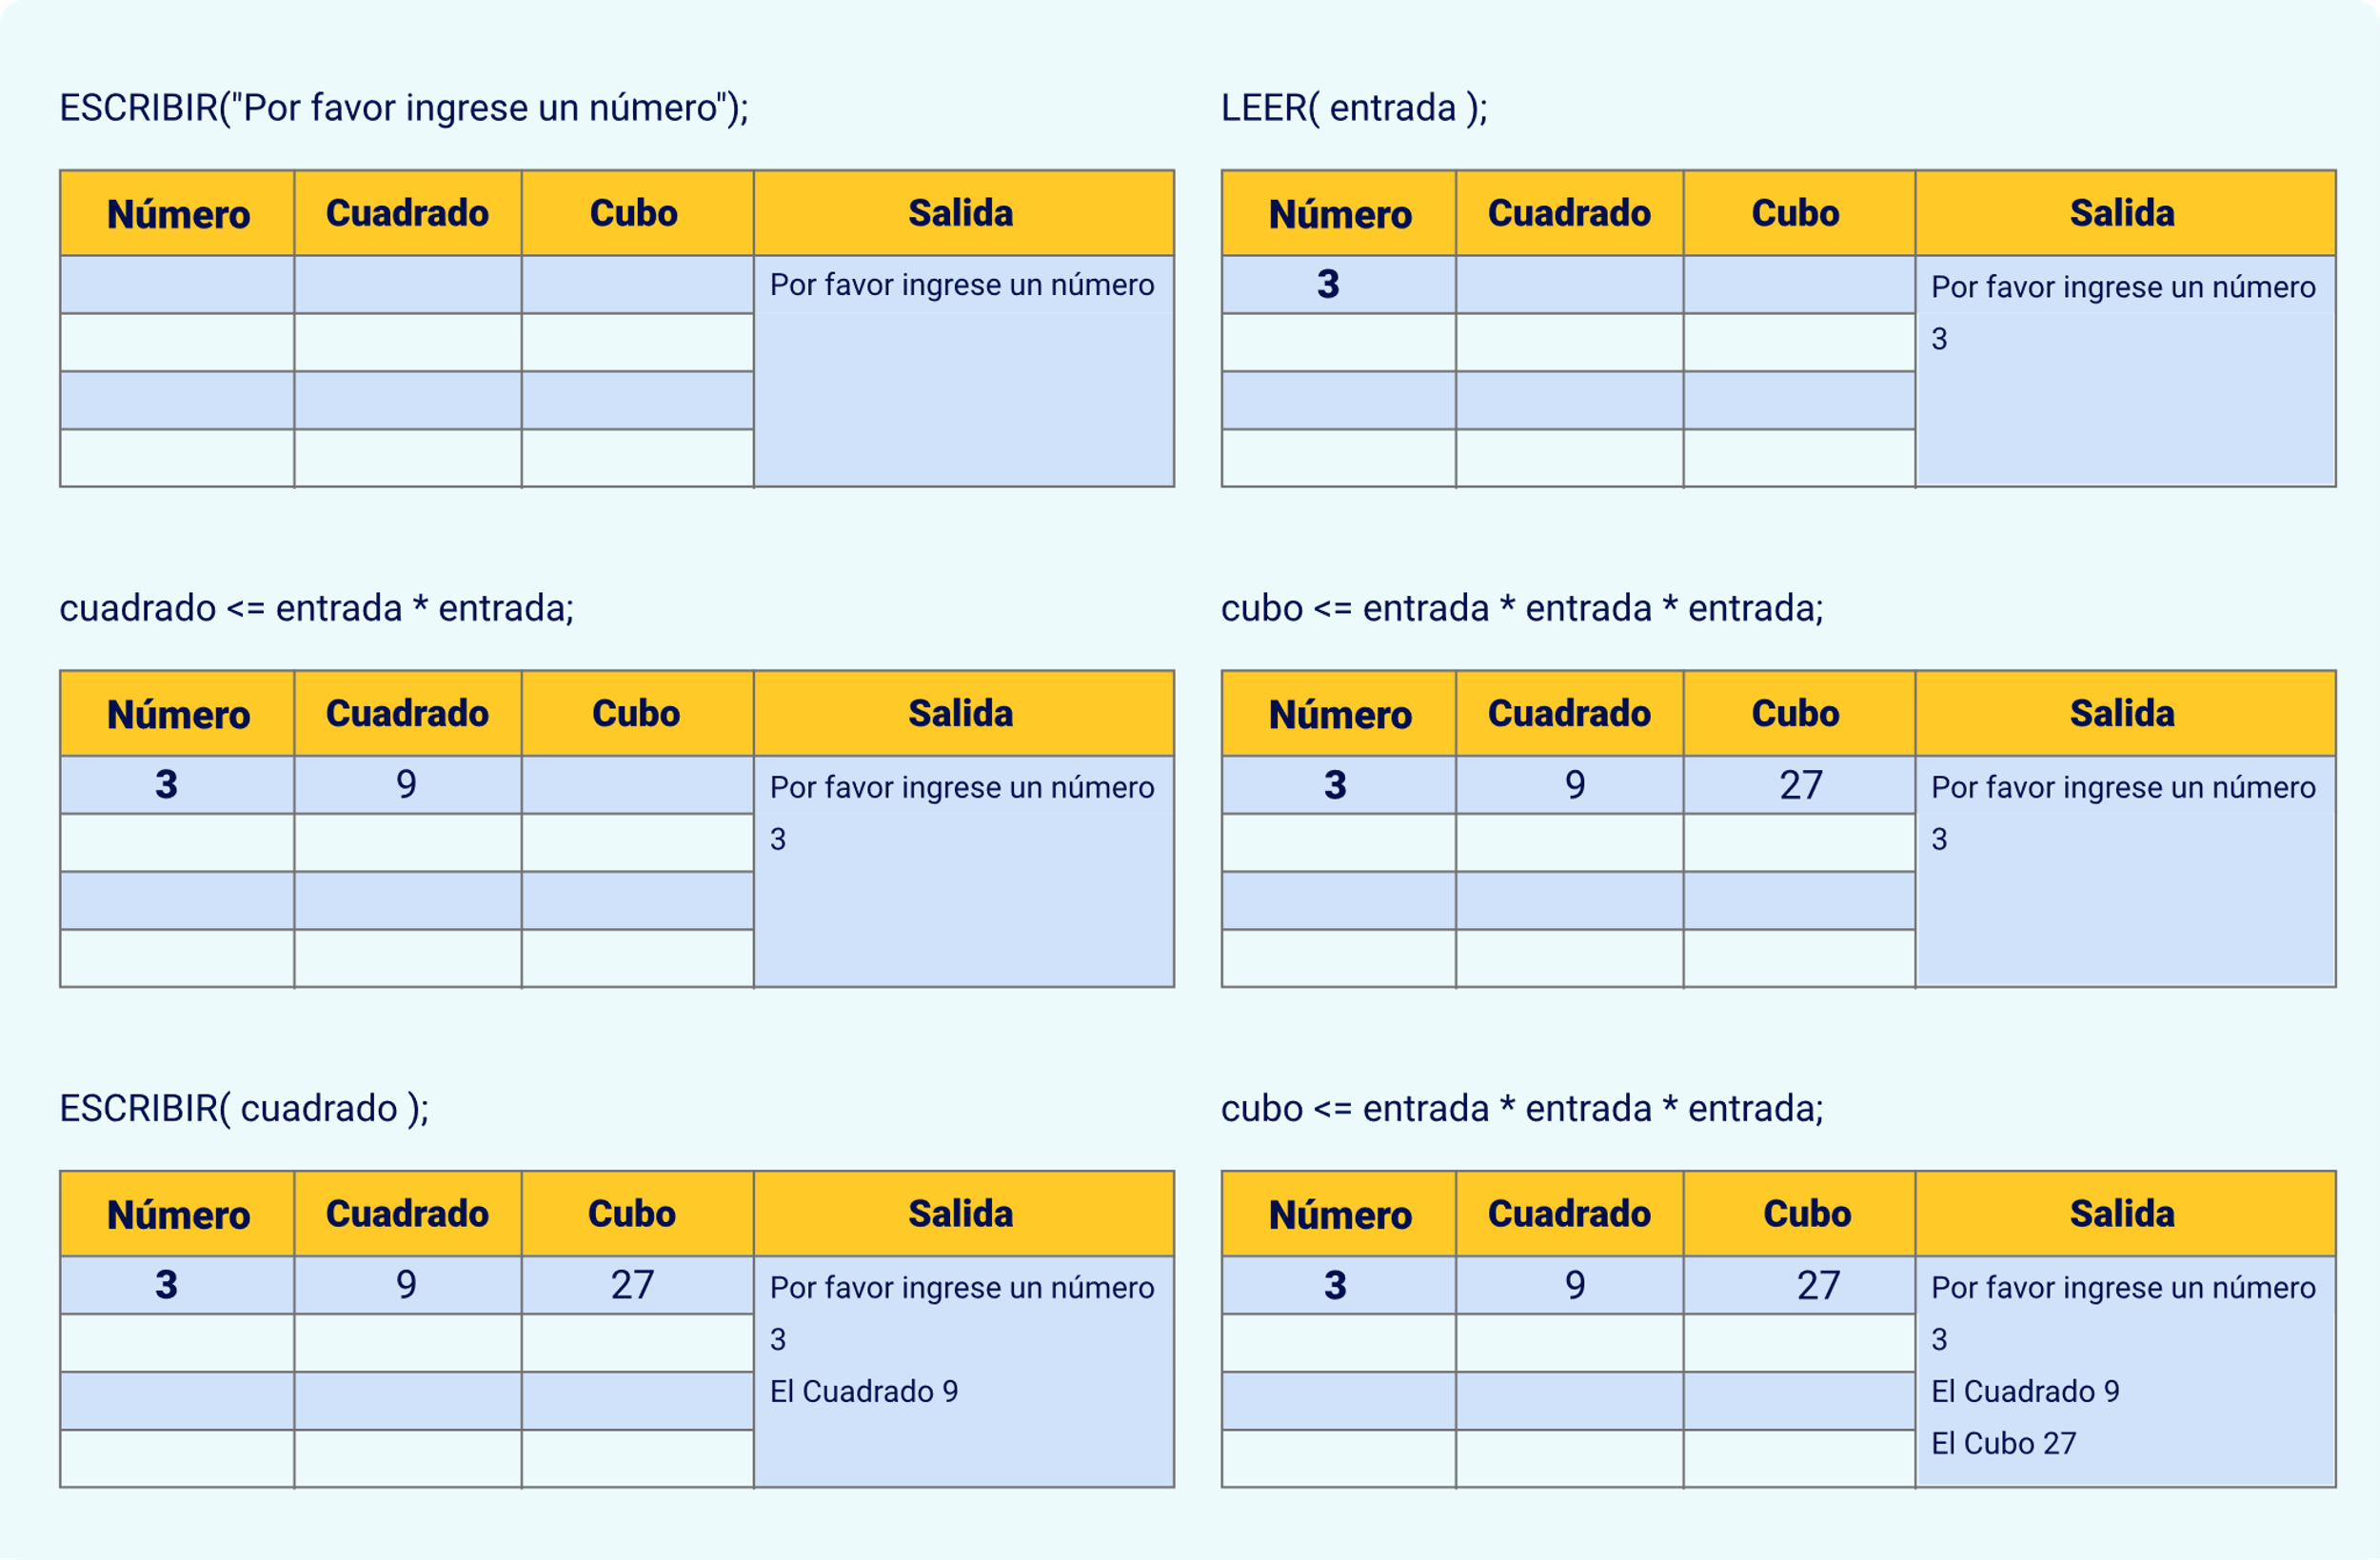 ESCRIBIR("Por favor ingrese un número");
Número Cuadrado Cubo Salida
Por favor ingrese un número
LEER( entrada );
Número Cuadrado Cubo Salida
3 Por favor ingrese un número
3
cuadrado <= entrada * entrada;
Número Cuadrado Cubo Salida
3 9 Por favor ingrese un número
3
cubo <= entrada * entrada * entrada;
Número Cuadrado Cubo Salida
3 9 27 Por favor ingrese un número
3
ESCRIBIR( cuadrado );
Número Cuadrado Cubo Salida
3 9 27 Por favor ingrese un número
3
El Cuadrado 9
cubo <= entrada * entrada * entrada;
Número Cuadrado Cubo Salida
3 9 27 Por favor ingrese un número
3
El Cuadrado 9
El Cubo 27